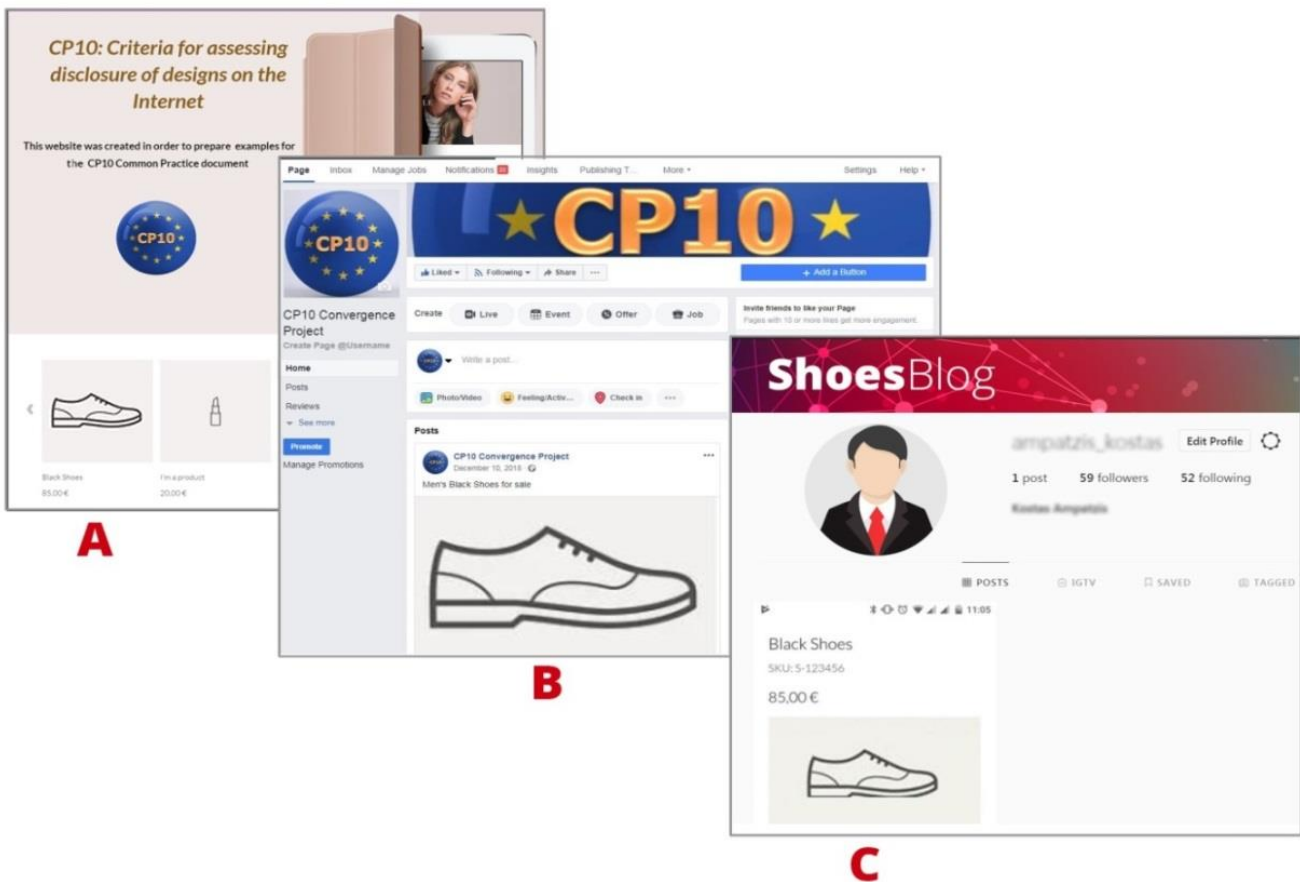 CP10: Criteria for assessing
disclosure of designs on the
Internet
This website was created in order to prepare examples for
the CP10 Common Practice document
CP10
Black Shoes
85,00 €
I'm a product
20,00 €
A
Page Inbox Manage Jobs Notifications Insights Publishing T... More Settings Help
CP10
CP10
Liked Following Share ...
+ Add a Button
CP10 Convergence
Project
Create Page @Username
Home
Posts
Reviews
See more
Promote
Manage Promotions
Create Live Event Offer Job
Invite friends to like your Page
Pages with 10 or more likes get more engagement.
Write a post...
Photo/Video Feeling/Activ... Check in ...
Posts
CP10 Convergence Project
December 10, 2018
Men's Black Shoes for sale
B
ShoesBlog
ampatzis_kostas Edit Profile
1 post 59 followers 52 following
Kostas Ampatzis
POSTS IGTV SAVED TAGGED
11:05
Black Shoes
SKU: S-123456
85,00 €
C